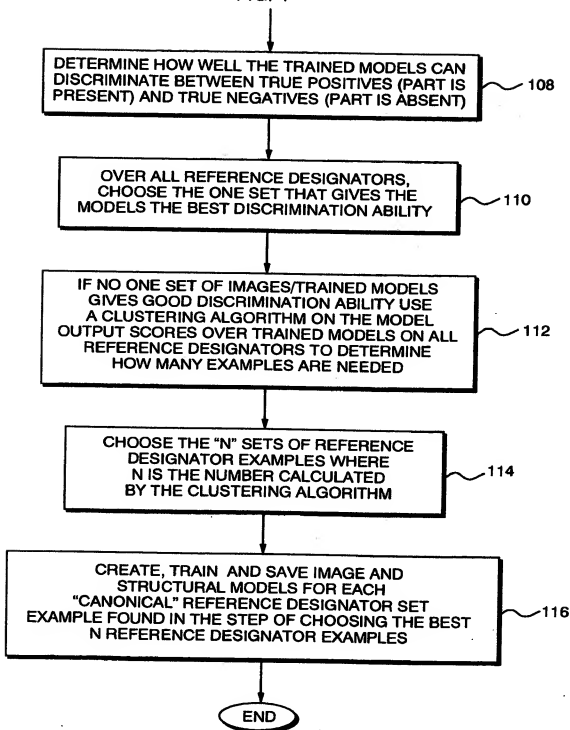 DETERMINE HOW WELL THE TRAINED MODELS CAN
DISCRIMINATE BETWEEN TRUE POSITIVES (PART IS
PRESENT) AND TRUE NEGATIVES (PART IS ABSENT)
108
OVER ALL REFERENCE DESIGNATORS,
CHOOSE THE ONE SET THAT GIVES THE
MODELS THE BEST DISCRIMINATION ABILITY
110
IF NO ONE SET OF IMAGES/TRAINED MODELS
GIVES GOOD DISCRIMINATION ABILITY USE
A CLUSTERING ALGORITHM ON THE MODEL
OUTPUT SCORES OVER TRAINED MODELS ON ALL
REFERENCE DESIGNATORS TO DETERMINE
HOW MANY EXAMPLES ARE NEEDED
112
CHOOSE THE “N” SETS OF REFERENCE
DESIGNATOR EXAMPLES WHERE
N IS THE NUMBER CALCULATED
BY THE CLUSTERING ALGORITHM
114
CREATE, TRAIN AND SAVE IMAGE AND
STRUCTURAL MODELS FOR EACH
“CANONICAL” REFERENCE DESIGNATOR SET
EXAMPLE FOUND IN THE STEP OF CHOOSING THE BEST
N REFERENCE DESIGNATOR EXAMPLES
116
END